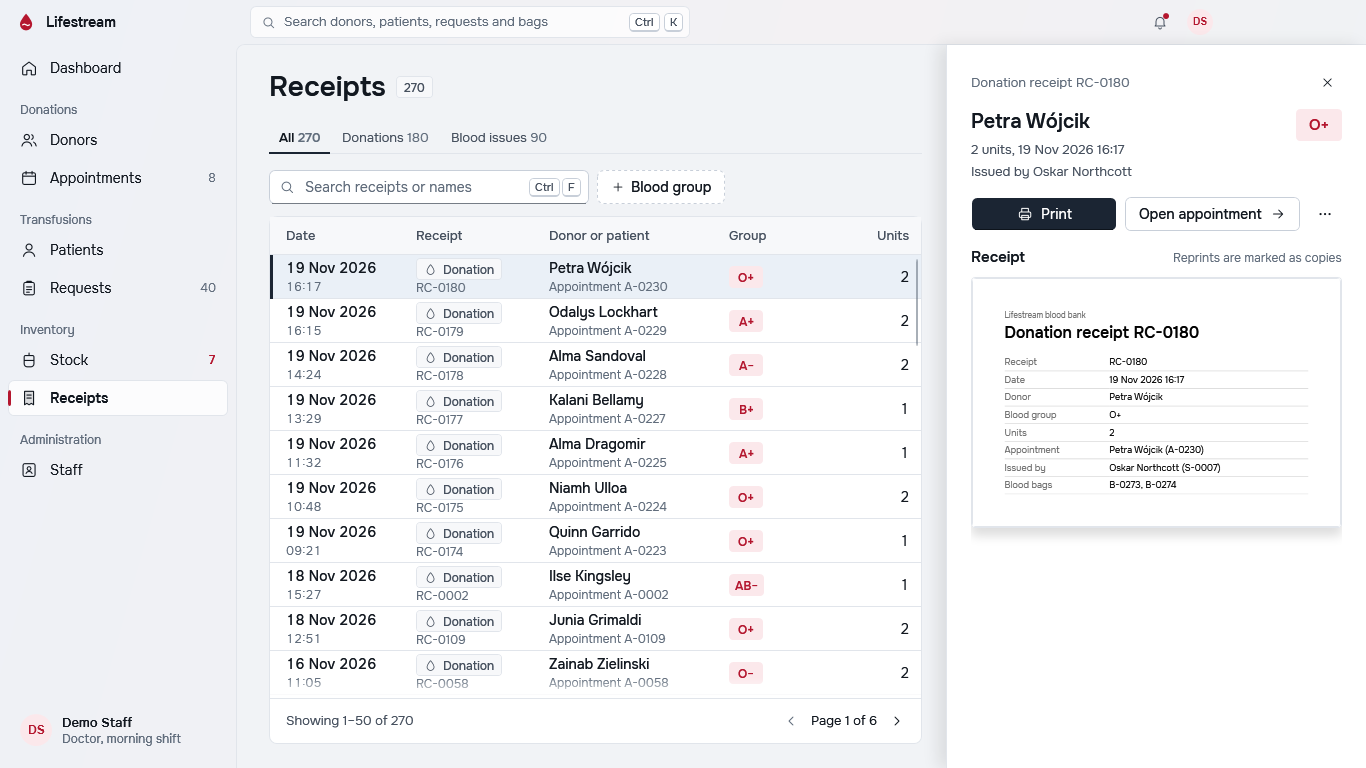 Lifestream
Search donors, patients, requests and bags
Ctrl K
DS
Dashboard
Donations
Donors
Appointments 8
Transfusions
Patients
Requests 40
Inventory
Stock 7
Receipts
Administration
Staff
DS
Demo Staff
Doctor, morning shift
Receipts 270
All 270 Donations 180 Blood issues 90
Search receipts or names Ctrl F
+ Blood group
Date Receipt Donor or patient Group Units
19 Nov 2026 Donation Petra Wójcik O+ 2
16:17 RC-0180 Appointment A-0230
19 Nov 2026 Donation Odalys Lockhart A+ 2
16:15 RC-0179 Appointment A-0229
19 Nov 2026 Donation Alma Sandoval A− 2
14:24 RC-0178 Appointment A-0228
19 Nov 2026 Donation Kalani Bellamy B+ 1
13:29 RC-0177 Appointment A-0227
19 Nov 2026 Donation Alma Dragomir A+ 1
11:32 RC-0176 Appointment A-0225
19 Nov 2026 Donation Niamh Ulloa O+ 2
10:48 RC-0175 Appointment A-0224
19 Nov 2026 Donation Quinn Garrido O+ 1
09:21 RC-0174 Appointment A-0223
18 Nov 2026 Donation Ilse Kingsley AB− 1
15:27 RC-0002 Appointment A-0002
18 Nov 2026 Donation Junia Grimaldi O+ 2
12:51 RC-0109 Appointment A-0109
16 Nov 2026 Donation Zainab Zielinski O− 2
11:05 RC-0058 Appointment A-0058
Showing 1–50 of 270
Page 1 of 6
Donation receipt RC-0180
Petra Wójcik O+
2 units, 19 Nov 2026 16:17
Issued by Oskar Northcott
Print
Open appointment
Receipt Reprints are marked as copies
Lifestream blood bank
Donation receipt RC-0180
Receipt RC-0180
Date 19 Nov 2026 16:17
Donor Petra Wójcik
Blood group O+
Units 2
Appointment Petra Wójcik (A-0230)
Issued by Oskar Northcott (S-0007)
Blood bags B-0273, B-0274